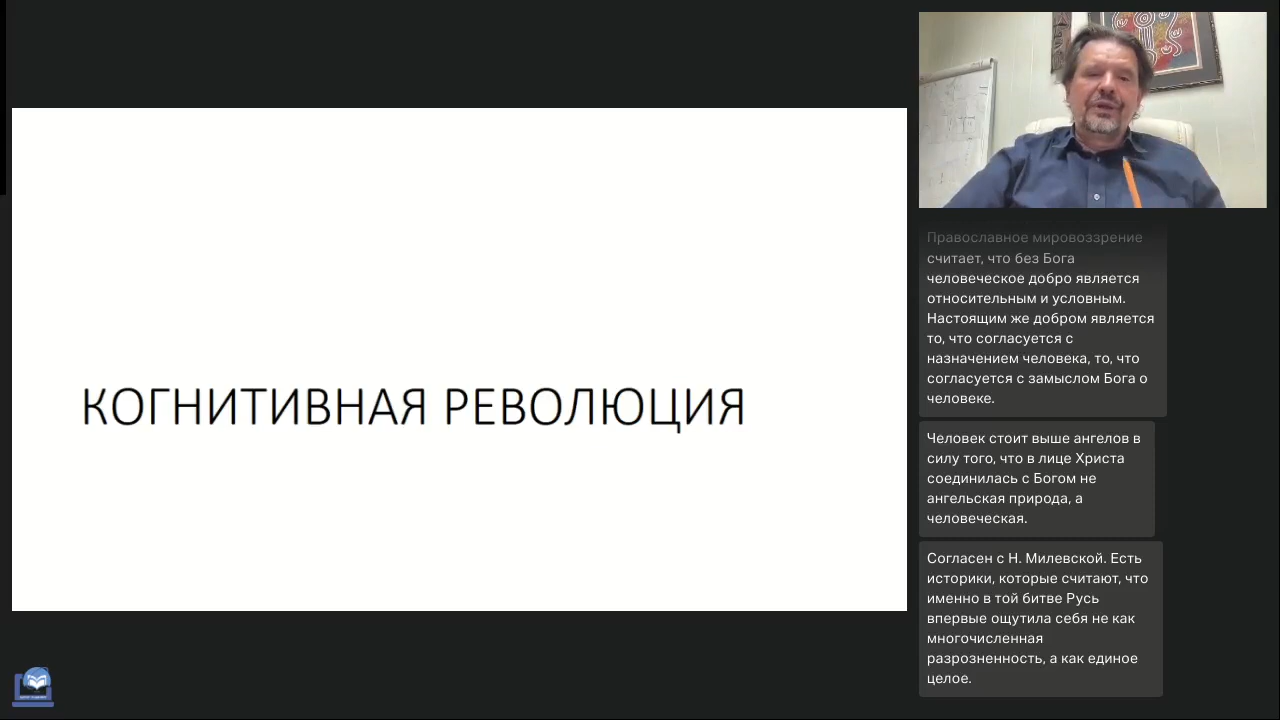 КОГНИТИВНАЯ РЕВОЛЮЦИЯ
Православное мировоззрение
считает, что без Бога
человеческое добро является
относительным и условным.
Настоящим же добром является
то, что согласуется с
назначением человека, то, что
согласуется с замыслом Бога о
человеке.
Человек стоит выше ангелов в
силу того, что в лице Христа
соединилась с Богом не
ангельская природа, а
человеческая.
Согласен с Н. Милевской. Есть
историки, которые считают, что
именно в той битве Русь
впервые ощутила себя не как
многочисленная
разрозненность, а как единое
целое.